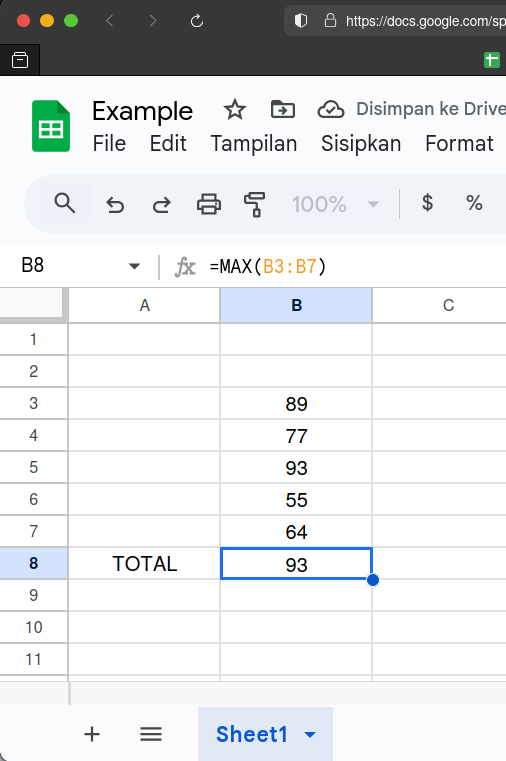 https://docs.google.com/sp
Example
Disimpan ke Drive
File Edit Tampilan Sisipkan Format
100% $ %
B8 fx =MAX(B3:B7)
A B C
1
2
3 89
4 77
5 93
6 55
7 64
8 TOTAL 93
9
10
11
+ Sheet1